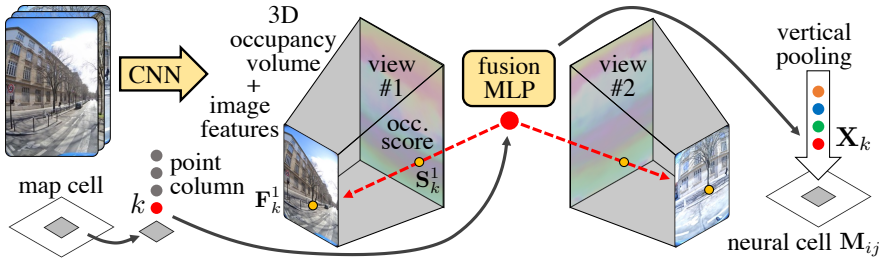 CNN
3D
occupancy
volume
+
image
features
view
#1
occ.
score
S_k^1
F_k^1
fusion
MLP
view
#2
vertical
pooling
X_k
map cell
point
column
k
neural cell M_ij